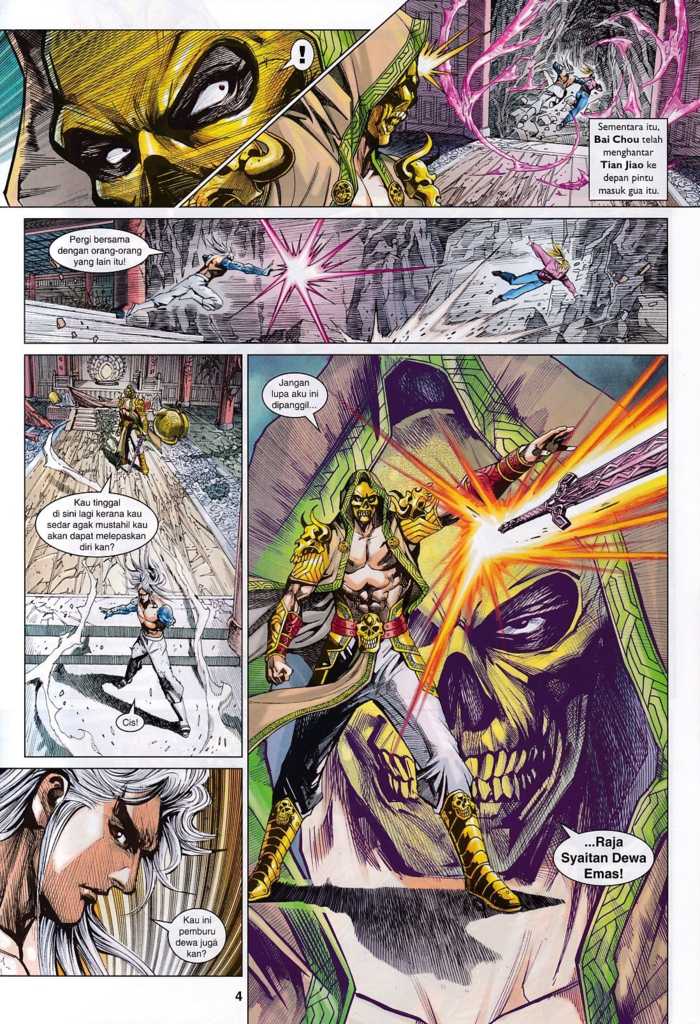 !
Sementara itu,
Bai Chou telah
menghantar
Tian Jiao ke
depan pintu
masuk gua itu.
Pergi bersama
dengan orang-orang
yang lain itu!
Kau tinggal
di sini lagi kerana kau
sedar agak mustahil kau
akan dapat melepaskan
diri kan?
Cis!
Jangan
lupa aku ini
dipanggil...
...Raja
Syaitan Dewa
Emas!
Kau ini
pemburu
dewa juga
kan?
4